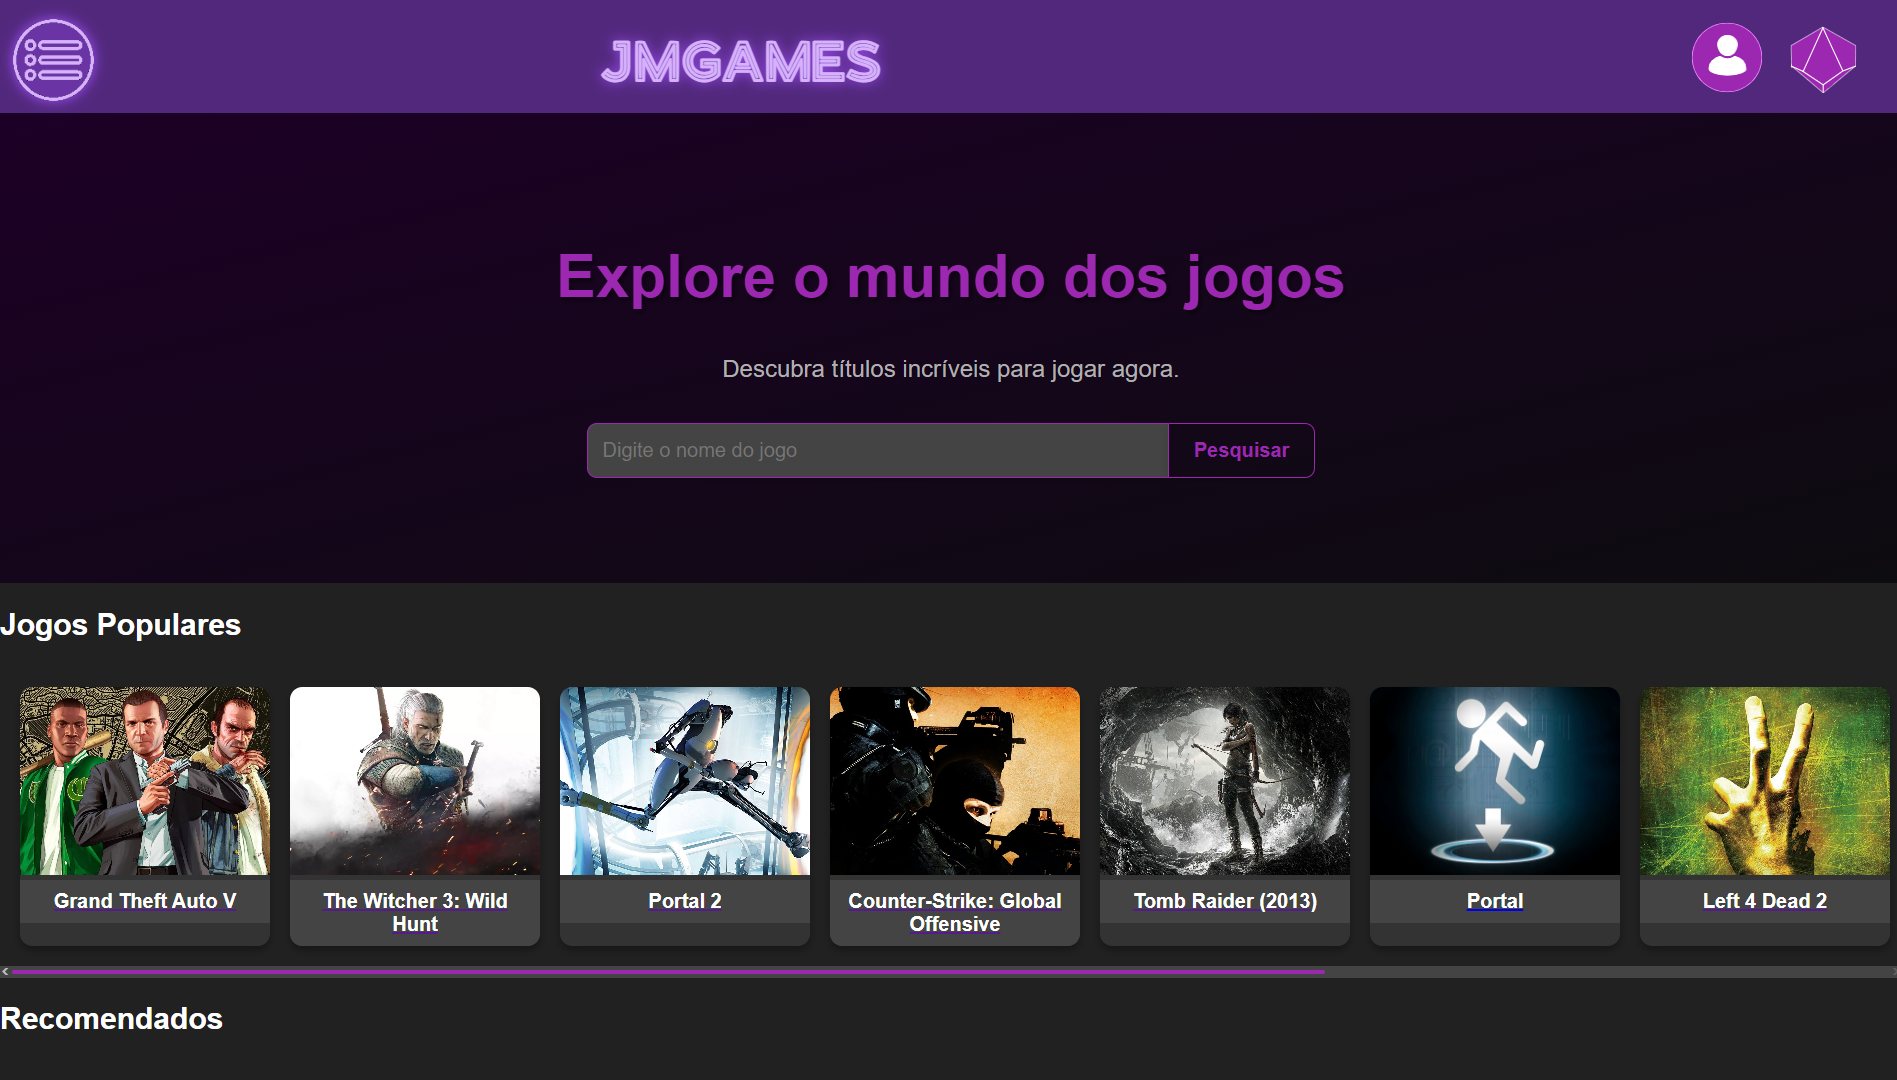 JMGAMES
Explore o mundo dos jogos
Descubra títulos incríveis para jogar agora.
Digite o nome do jogo
Pesquisar
Jogos Populares
Grand Theft Auto V
The Witcher 3: Wild
Hunt
Portal 2
Counter-Strike: Global
Offensive
Tomb Raider (2013)
Portal
Left 4 Dead 2
Recomendados